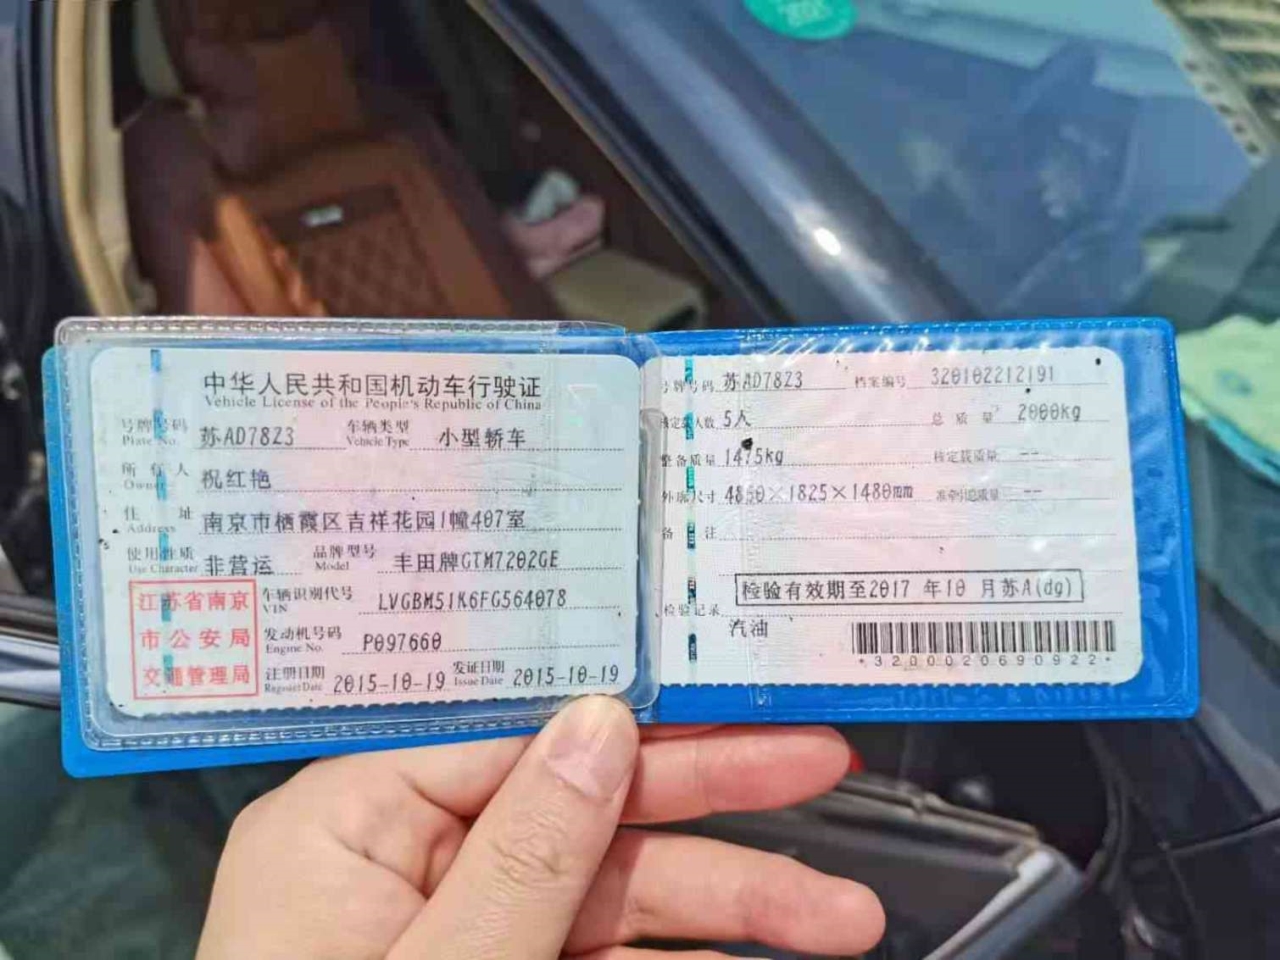 中华人民共和国机动车行驶证
Vehicle License of the People's Republic of China
号牌号码 苏AD78Z3 车辆类型 小型轿车
Plate No. Vehicle Type
所有人 祝红艳
Owner
住址 南京市栖霞区吉祥花园1幢407室
Address
使用性质 非营运 品牌型号 丰田牌GTM7202GE
Use Character Model
江苏省南京
市公安局
交通管理局
车辆识别代号 LVGBM51K6FG564078
VIN
发动机号码 P097660
Engine No.
注册日期 2015-10-19 发证日期 2015-10-19
Register Date Issue Date
号牌号码 苏AD78Z3 档案编号 320102212191
核定载人数 5人 总质量 2000kg
整备质量 1475kg 核定载质量 --
外廓尺寸 4850×1825×1480mm 准牵引总质量 --
备注
检验有效期至2017 年10 月苏A(dg)
检验记录
汽油
*3200020690922*